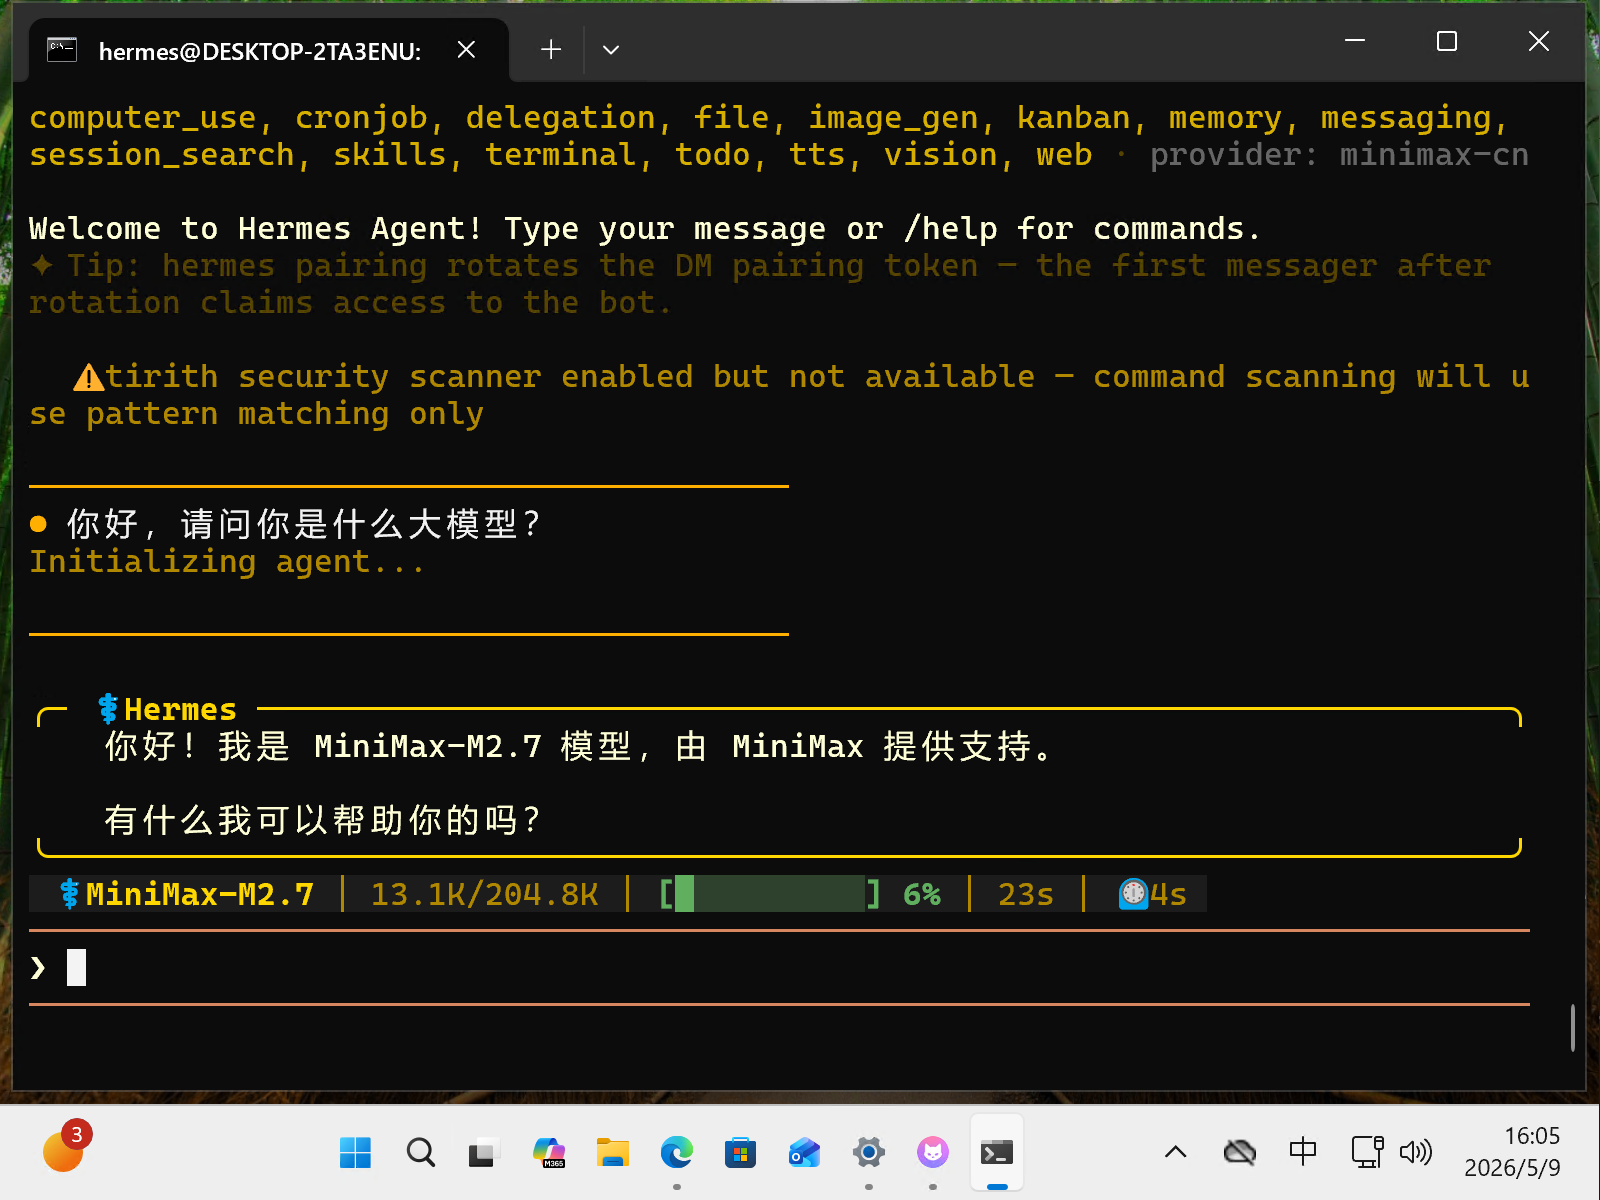 hermes@DESKTOP-2TA3ENU:
computer_use, cronjob, delegation, file, image_gen, kanban, memory, messaging,
session_search, skills, terminal, todo, tts, vision, web · provider: minimax-cn
Welcome to Hermes Agent! Type your message or /help for commands.
✦ Tip: hermes pairing rotates the DM pairing token — the first messager after
rotation claims access to the bot.
⚠tirith security scanner enabled but not available — command scanning will u
se pattern matching only
● 你好，请问你是什么大模型？
Initializing agent...
⚕Hermes
你好！我是 MiniMax-M2.7 模型，由 MiniMax 提供支持。
有什么我可以帮助你的吗？
⚕MiniMax-M2.7 │ 13.1K/204.8K │ [ ] 6% │ 23s │ ⏲4s
❯
3
M365
中
16:05
2026/5/9